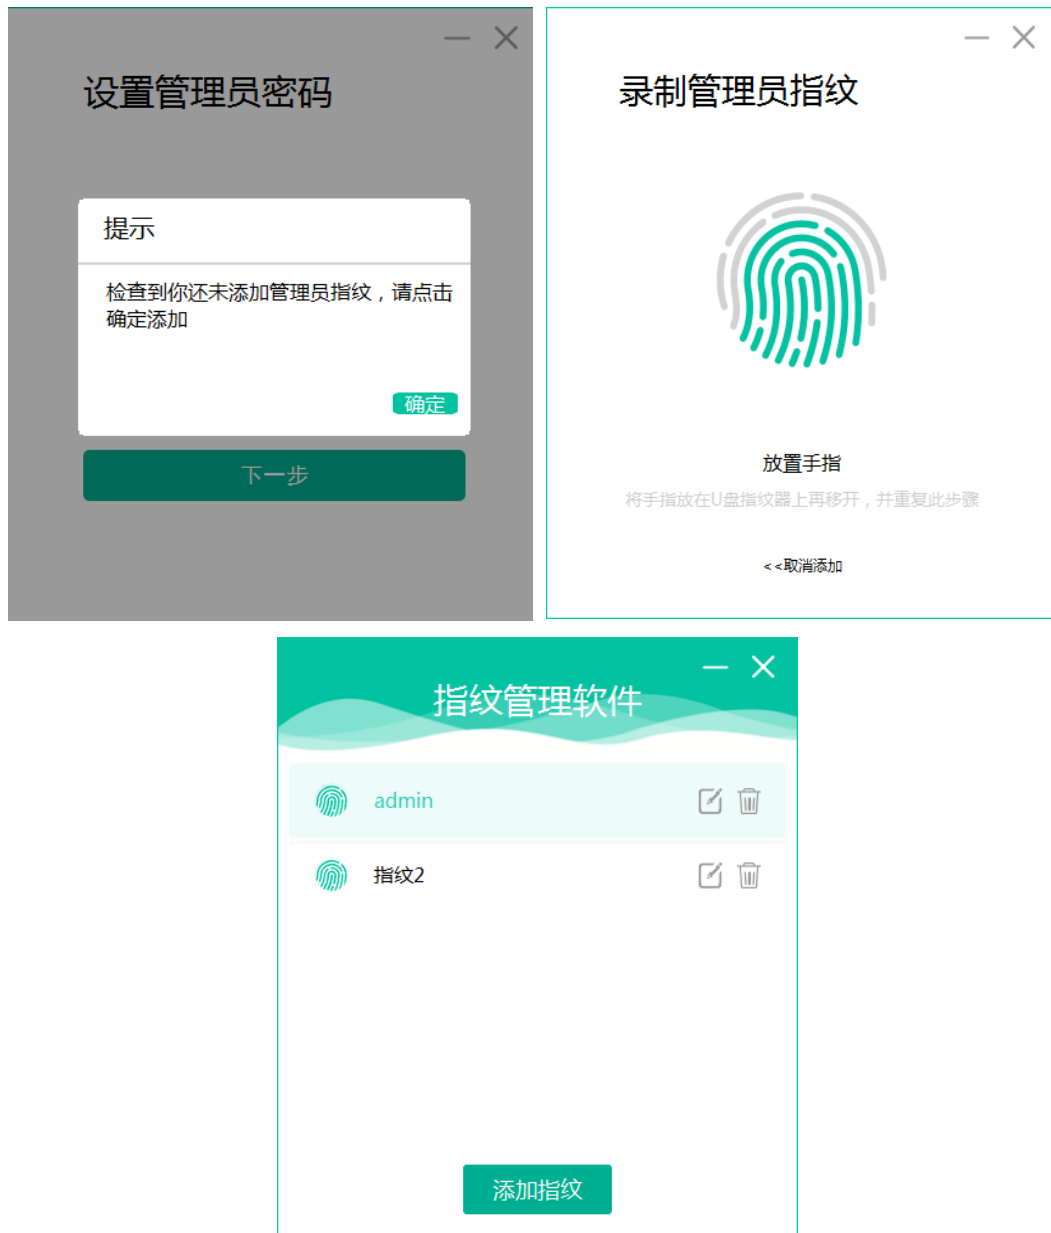 设置管理员密码
提示
检查到你还未添加管理员指纹，请点击
确定添加
确定
下一步
录制管理员指纹
放置手指
将手指放在U盘指纹器上再移开，并重复此步骤
<<取消添加
指纹管理软件
admin
指纹2
添加指纹